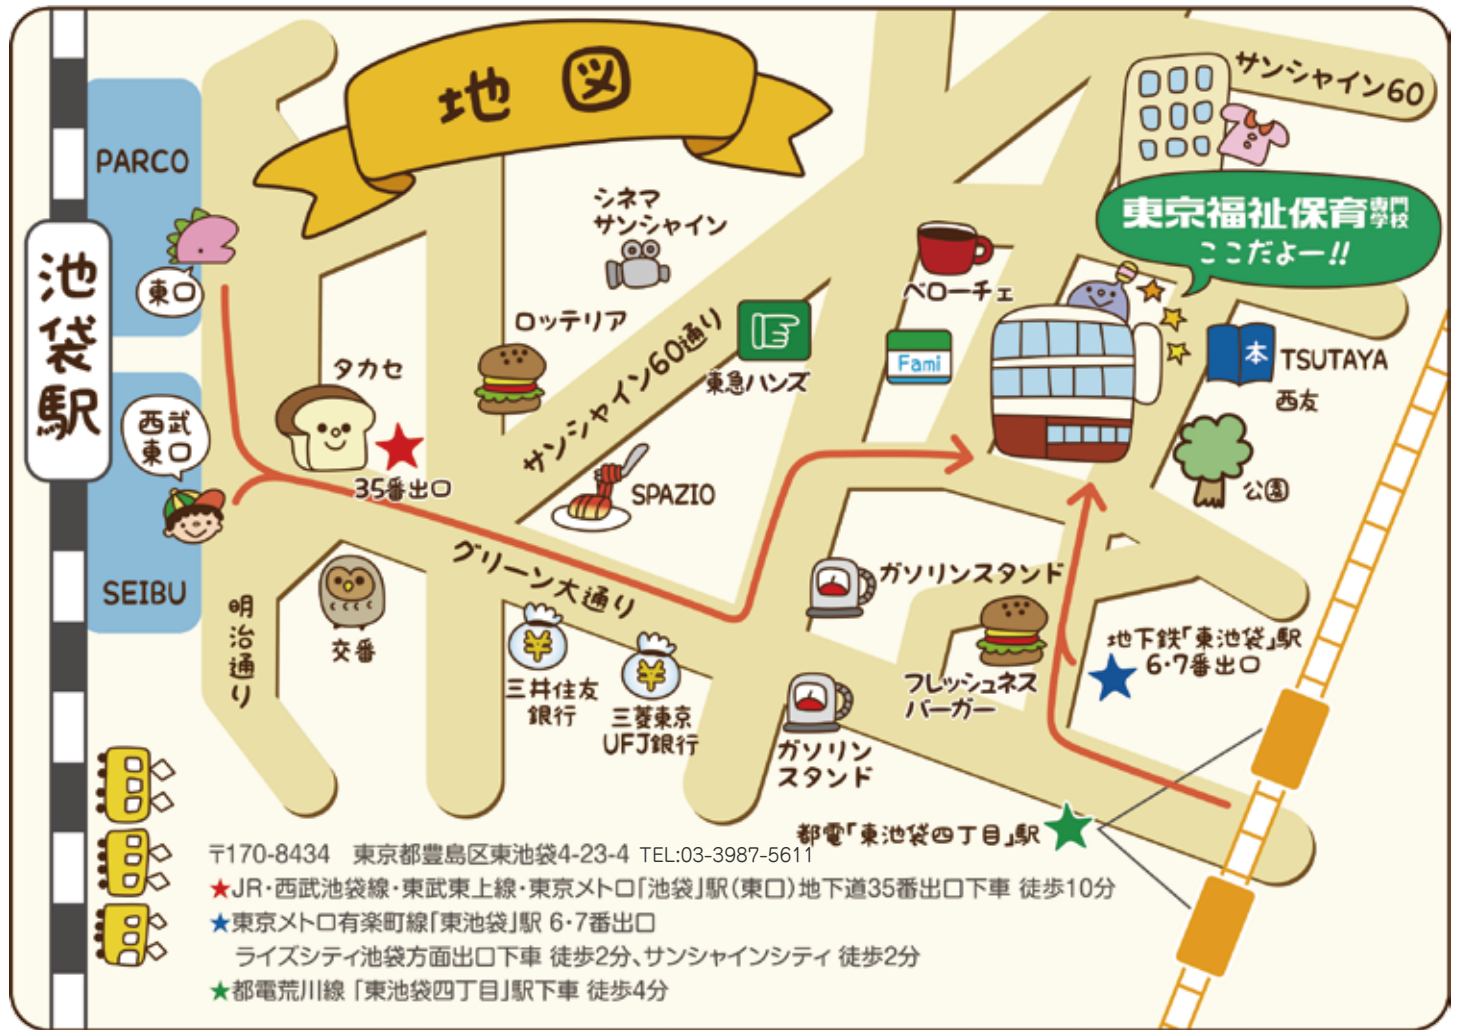 地図
サンシャイン60
PARCO
東京福祉保育専門学校
ここだよー!!
シネマ
サンシャイン
池袋駅
東口
ベローチェ
ロッテリア
サンシャイン60通り
東急ハンズ
Fami
本
TSUTAYA
西友
タカセ
西武
東口
35番出口
SPAZIO
公園
グリーン大通り
SEIBU
明治通り
交番
ガソリンスタンド
地下鉄「東池袋」駅
6・7番出口
¥
三井住友
銀行
¥
三菱東京
UFJ銀行
フレッシュネス
バーガー
ガソリン
スタンド
都電「東池袋四丁目」駅
〒170-8434 東京都豊島区東池袋4-23-4 TEL:03-3987-5611
★JR・西武池袋線・東武東上線・東京メトロ「池袋」駅(東口)地下道35番出口下車 徒歩10分
★東京メトロ有楽町線「東池袋」駅 6・7番出口
ライズシティ池袋方面出口下車 徒歩2分、サンシャインシティ 徒歩2分
★都電荒川線 「東池袋四丁目」駅下車 徒歩4分